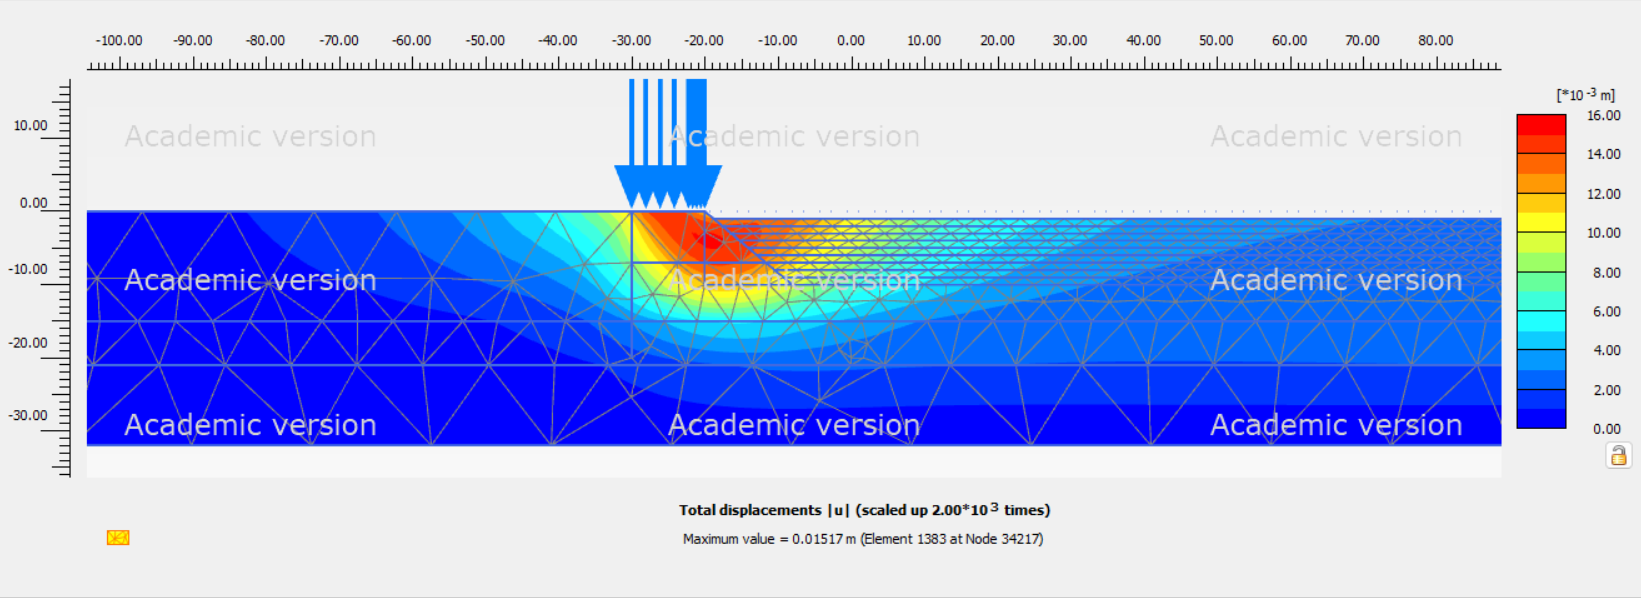 -100.00 -90.00 -80.00 -70.00 -60.00 -50.00 -40.00 -30.00 -20.00 -10.00 0.00 10.00 20.00 30.00 40.00 50.00 60.00 70.00 80.00
[*10 -3 m]
16.00
10.00
Academic version Academic version Academic version
14.00
12.00
0.00
10.00
-10.00
Academic version Academic version Academic version
8.00
6.00
-20.00
4.00
2.00
-30.00
Academic version Academic version Academic version
0.00
Total displacements |u| (scaled up 2.00*10 3 times)
Maximum value = 0.01517 m (Element 1383 at Node 34217)